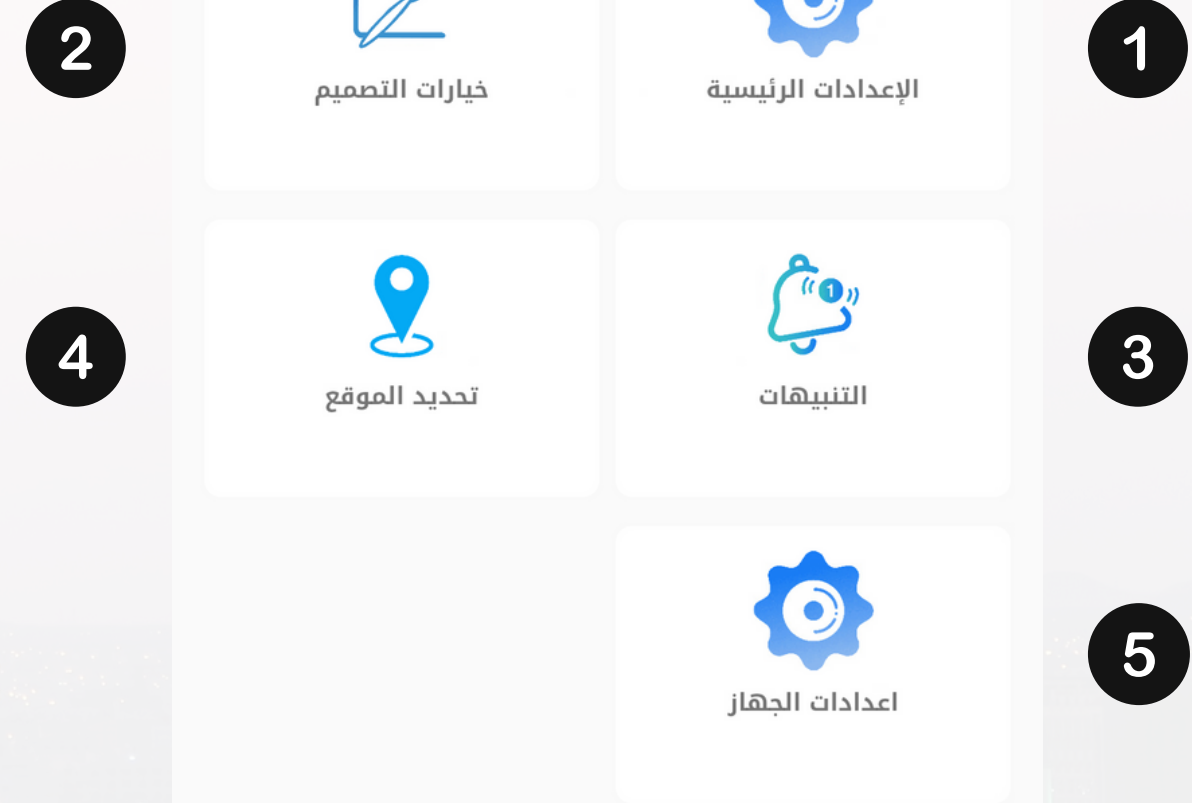 1
الإعدادات الرئيسية
خيارات التصميم
2
3
1
التنبيهات
تحديد الموقع
4
5
اعدادات الجهاز